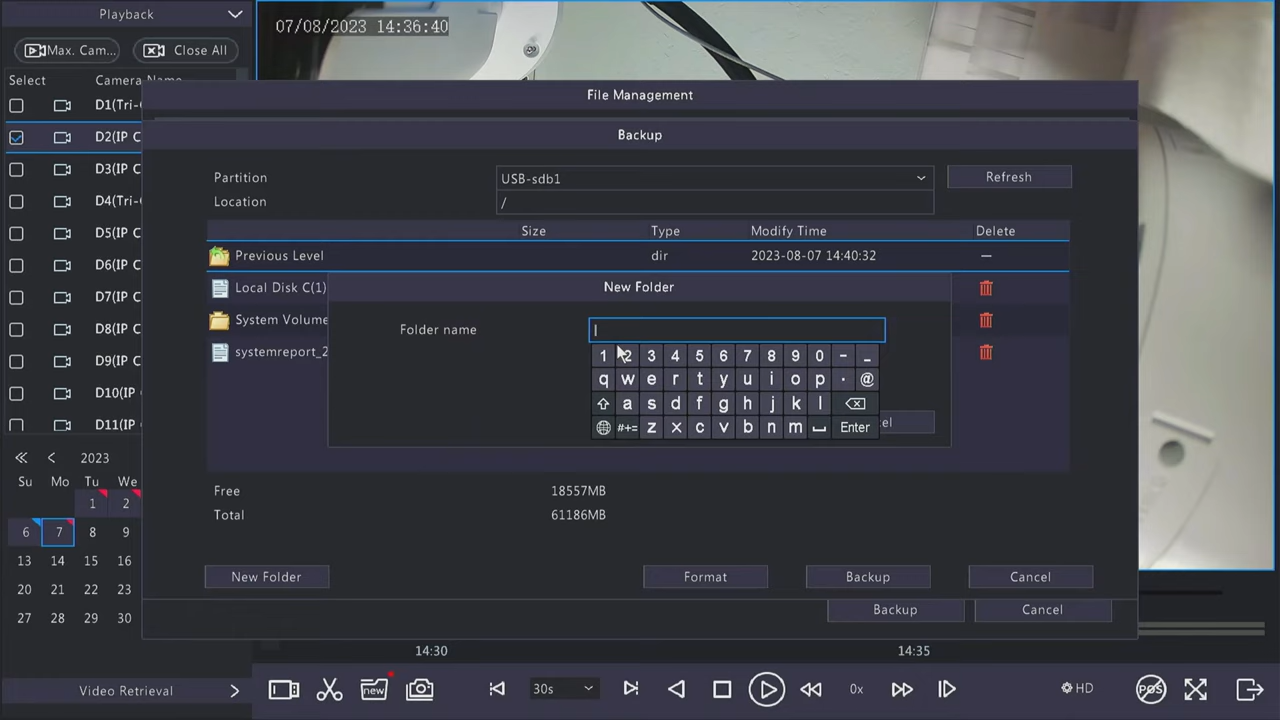 Playback
07/08/2023 14:36:40
Max. Cam...
Close All
Select
Camera Name
File Management
D1(Tri-
Backup
D2(IP C
D3(IP C
Partition
USB-sdb1
Refresh
D4(Tri-
Location
/
D5(IP C
Size
Type
Modify Time
Delete
D6(IP C
Previous Level
dir
2023-08-07 14:40:32
—
D7(IP C
Local Disk C(1)
New Folder
D8(IP C
System Volume
Folder name
D9(IP C
systemreport_2
1 2 3 4 5 6 7 8 9 0 - _
q w e r t y u i o p . @
D10(IP C
a s d f g h j k l
D11(IP C
#+= z x c v b n m Enter
el
2023
Su Mo Tu We
1 2
6 7 8 9
13 14 15 16
20 21 22 23
27 28 29 30
Free
18557MB
Total
61186MB
New Folder
Format
Backup
Cancel
Backup
Cancel
14:30
14:35
Video Retrieval
new
30s
0x
HD
POS